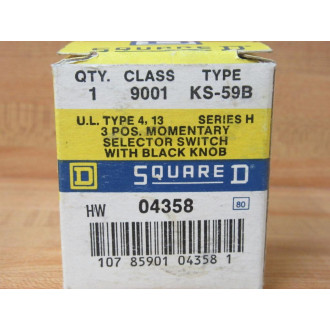 QTY. CLASS TYPE
1 9001 KS-59B
U.L. TYPE 4, 13 SERIES H
3 POS. MOMENTARY
SELECTOR SWITCH
WITH BLACK KNOB
D SQUARE D
HW 04358 80
107 85901 04358 1